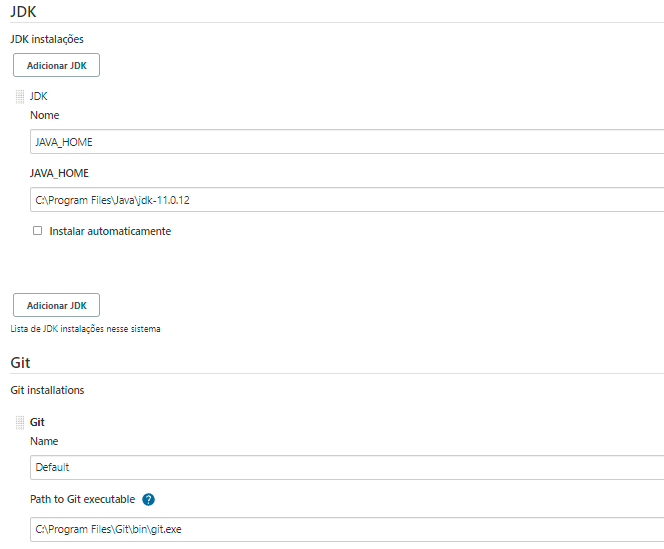 JDK
JDK instalações
Adicionar JDK
JDK
Nome
JAVA_HOME
JAVA_HOME
C:\Program Files\Java\jdk-11.0.12
Instalar automaticamente
Adicionar JDK
Lista de JDK instalações nesse sistema
Git
Git installations
Git
Name
Default
Path to Git executable ?
C:\Program Files\Git\bin\git.exe